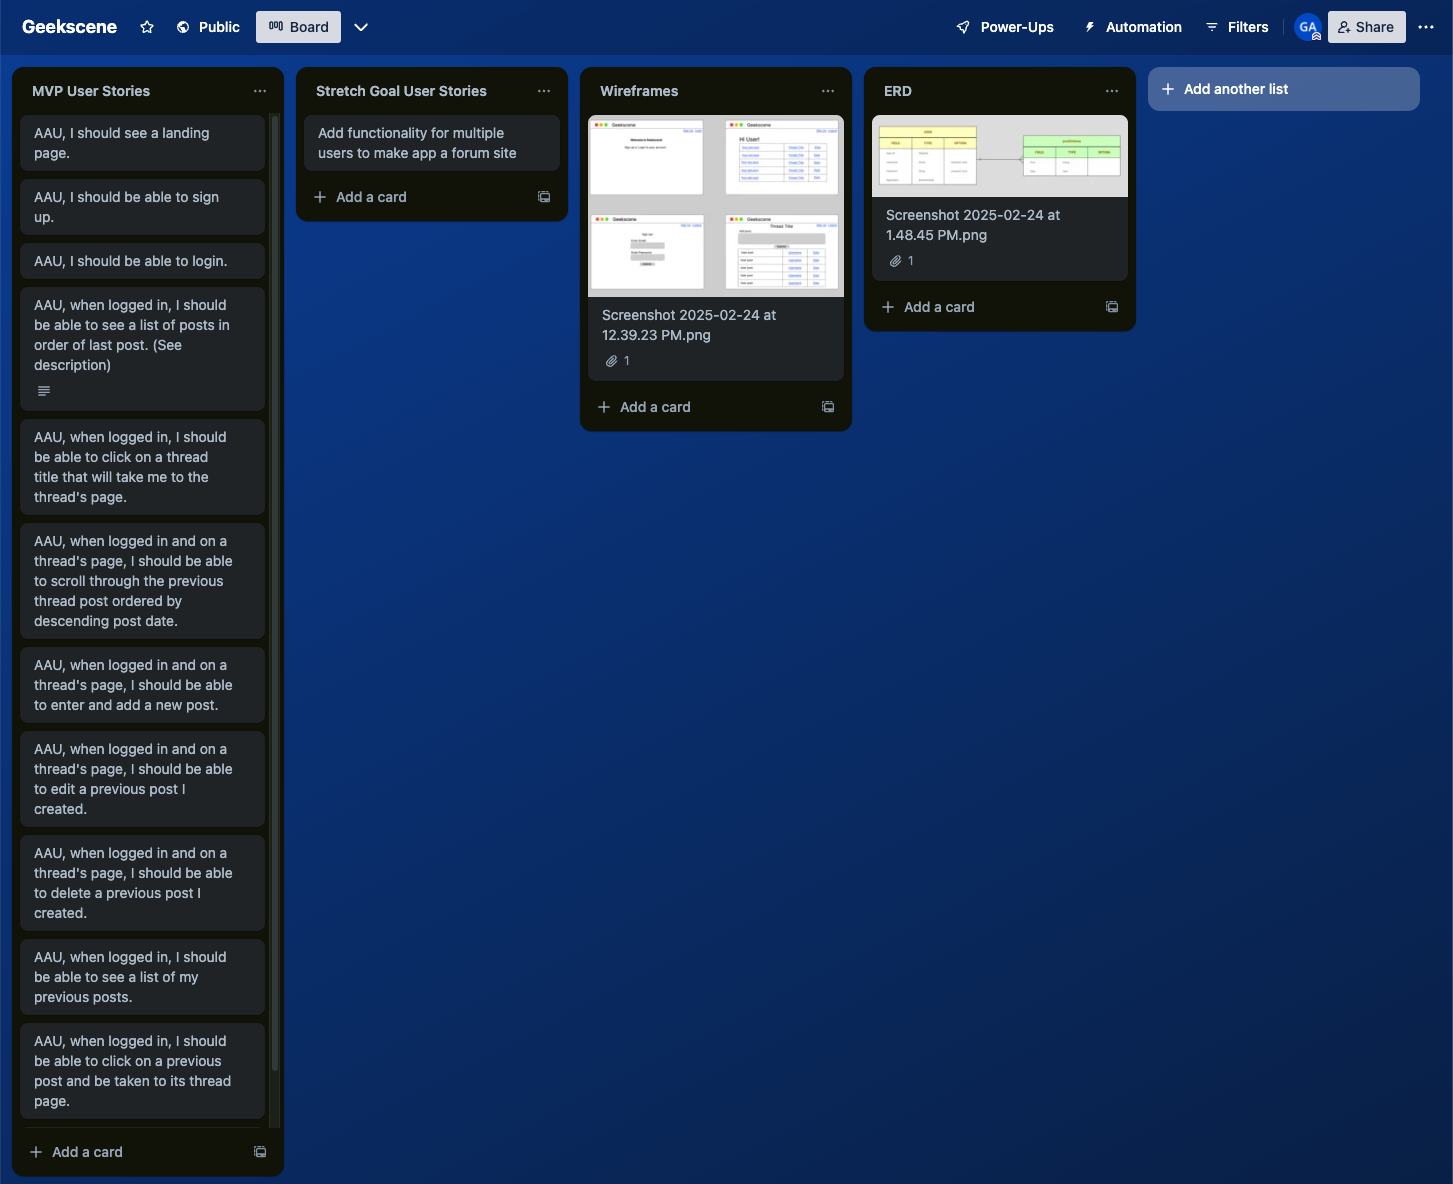 Geekscene
Public
Board
Power-Ups
Automation
Filters
GA
Share
MVP User Stories
AAU, I should see a landing
page.
AAU, I should be able to sign
up.
AAU, I should be able to login.
AAU, when logged in, I should
be able to see a list of posts in
order of last post. (See
description)
AAU, when logged in, I should
be able to click on a thread
title that will take me to the
thread's page.
AAU, when logged in and on a
thread's page, I should be able
to scroll through the previous
thread post ordered by
descending post date.
AAU, when logged in and on a
thread's page, I should be able
to enter and add a new post.
AAU, when logged in and on a
thread's page, I should be able
to edit a previous post I
created.
AAU, when logged in and on a
thread's page, I should be able
to delete a previous post I
created.
AAU, when logged in, I should
be able to see a list of my
previous posts.
AAU, when logged in, I should
be able to click on a previous
post and be taken to its thread
page.
Add a card
Stretch Goal User Stories
Add functionality for multiple
users to make app a forum site
Add a card
Wireframes
Geekscene
Geekscene
Hi User!
Geekscene
Geekscene
Thread Title
Screenshot 2025-02-24 at
12.39.23 PM.png
1
Add a card
ERD
FIELD TYPE OPTION
FIELD TYPE OPTION
Screenshot 2025-02-24 at
1.48.45 PM.png
1
Add a card
Add another list